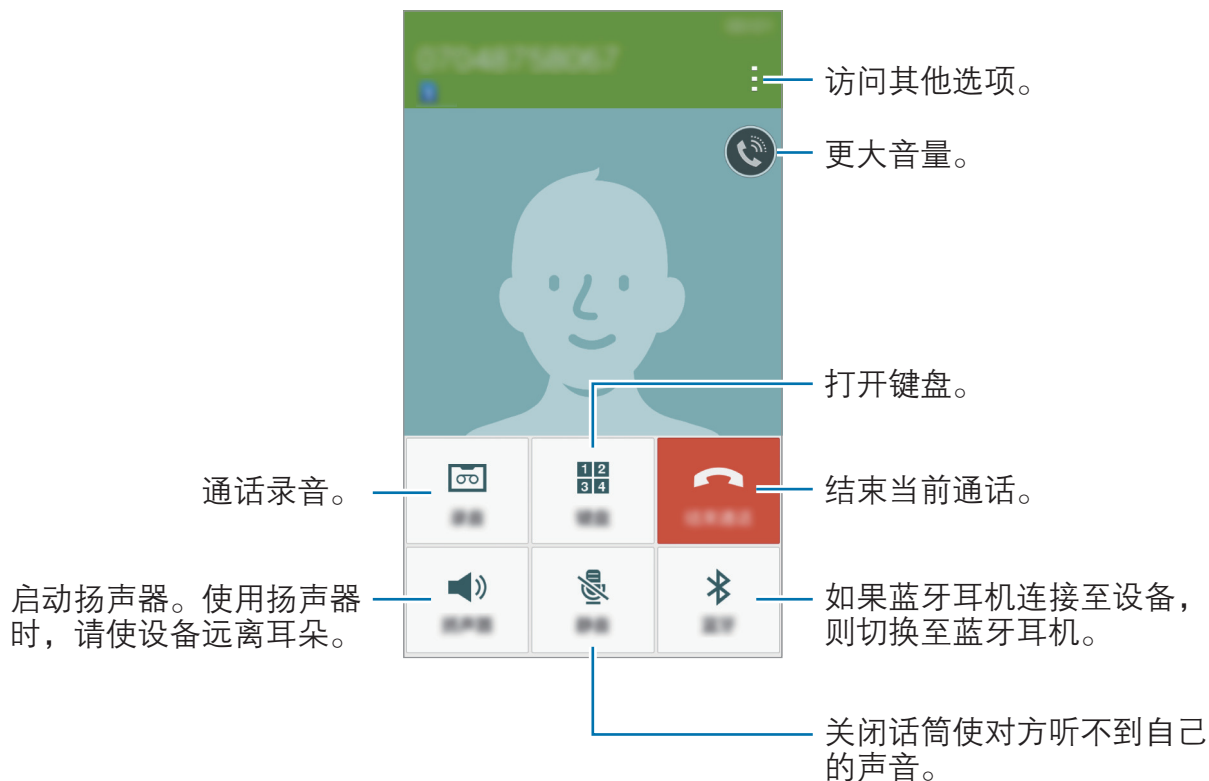 访问其他选项。
更大音量。
打开键盘。
1 2
3 4
通话录音。
结束当前通话。
启动扬声器。使用扬声器
时，请使设备远离耳朵。
如果蓝牙耳机连接至设备，
则切换至蓝牙耳机。
关闭话筒使对方听不到自己
的声音。